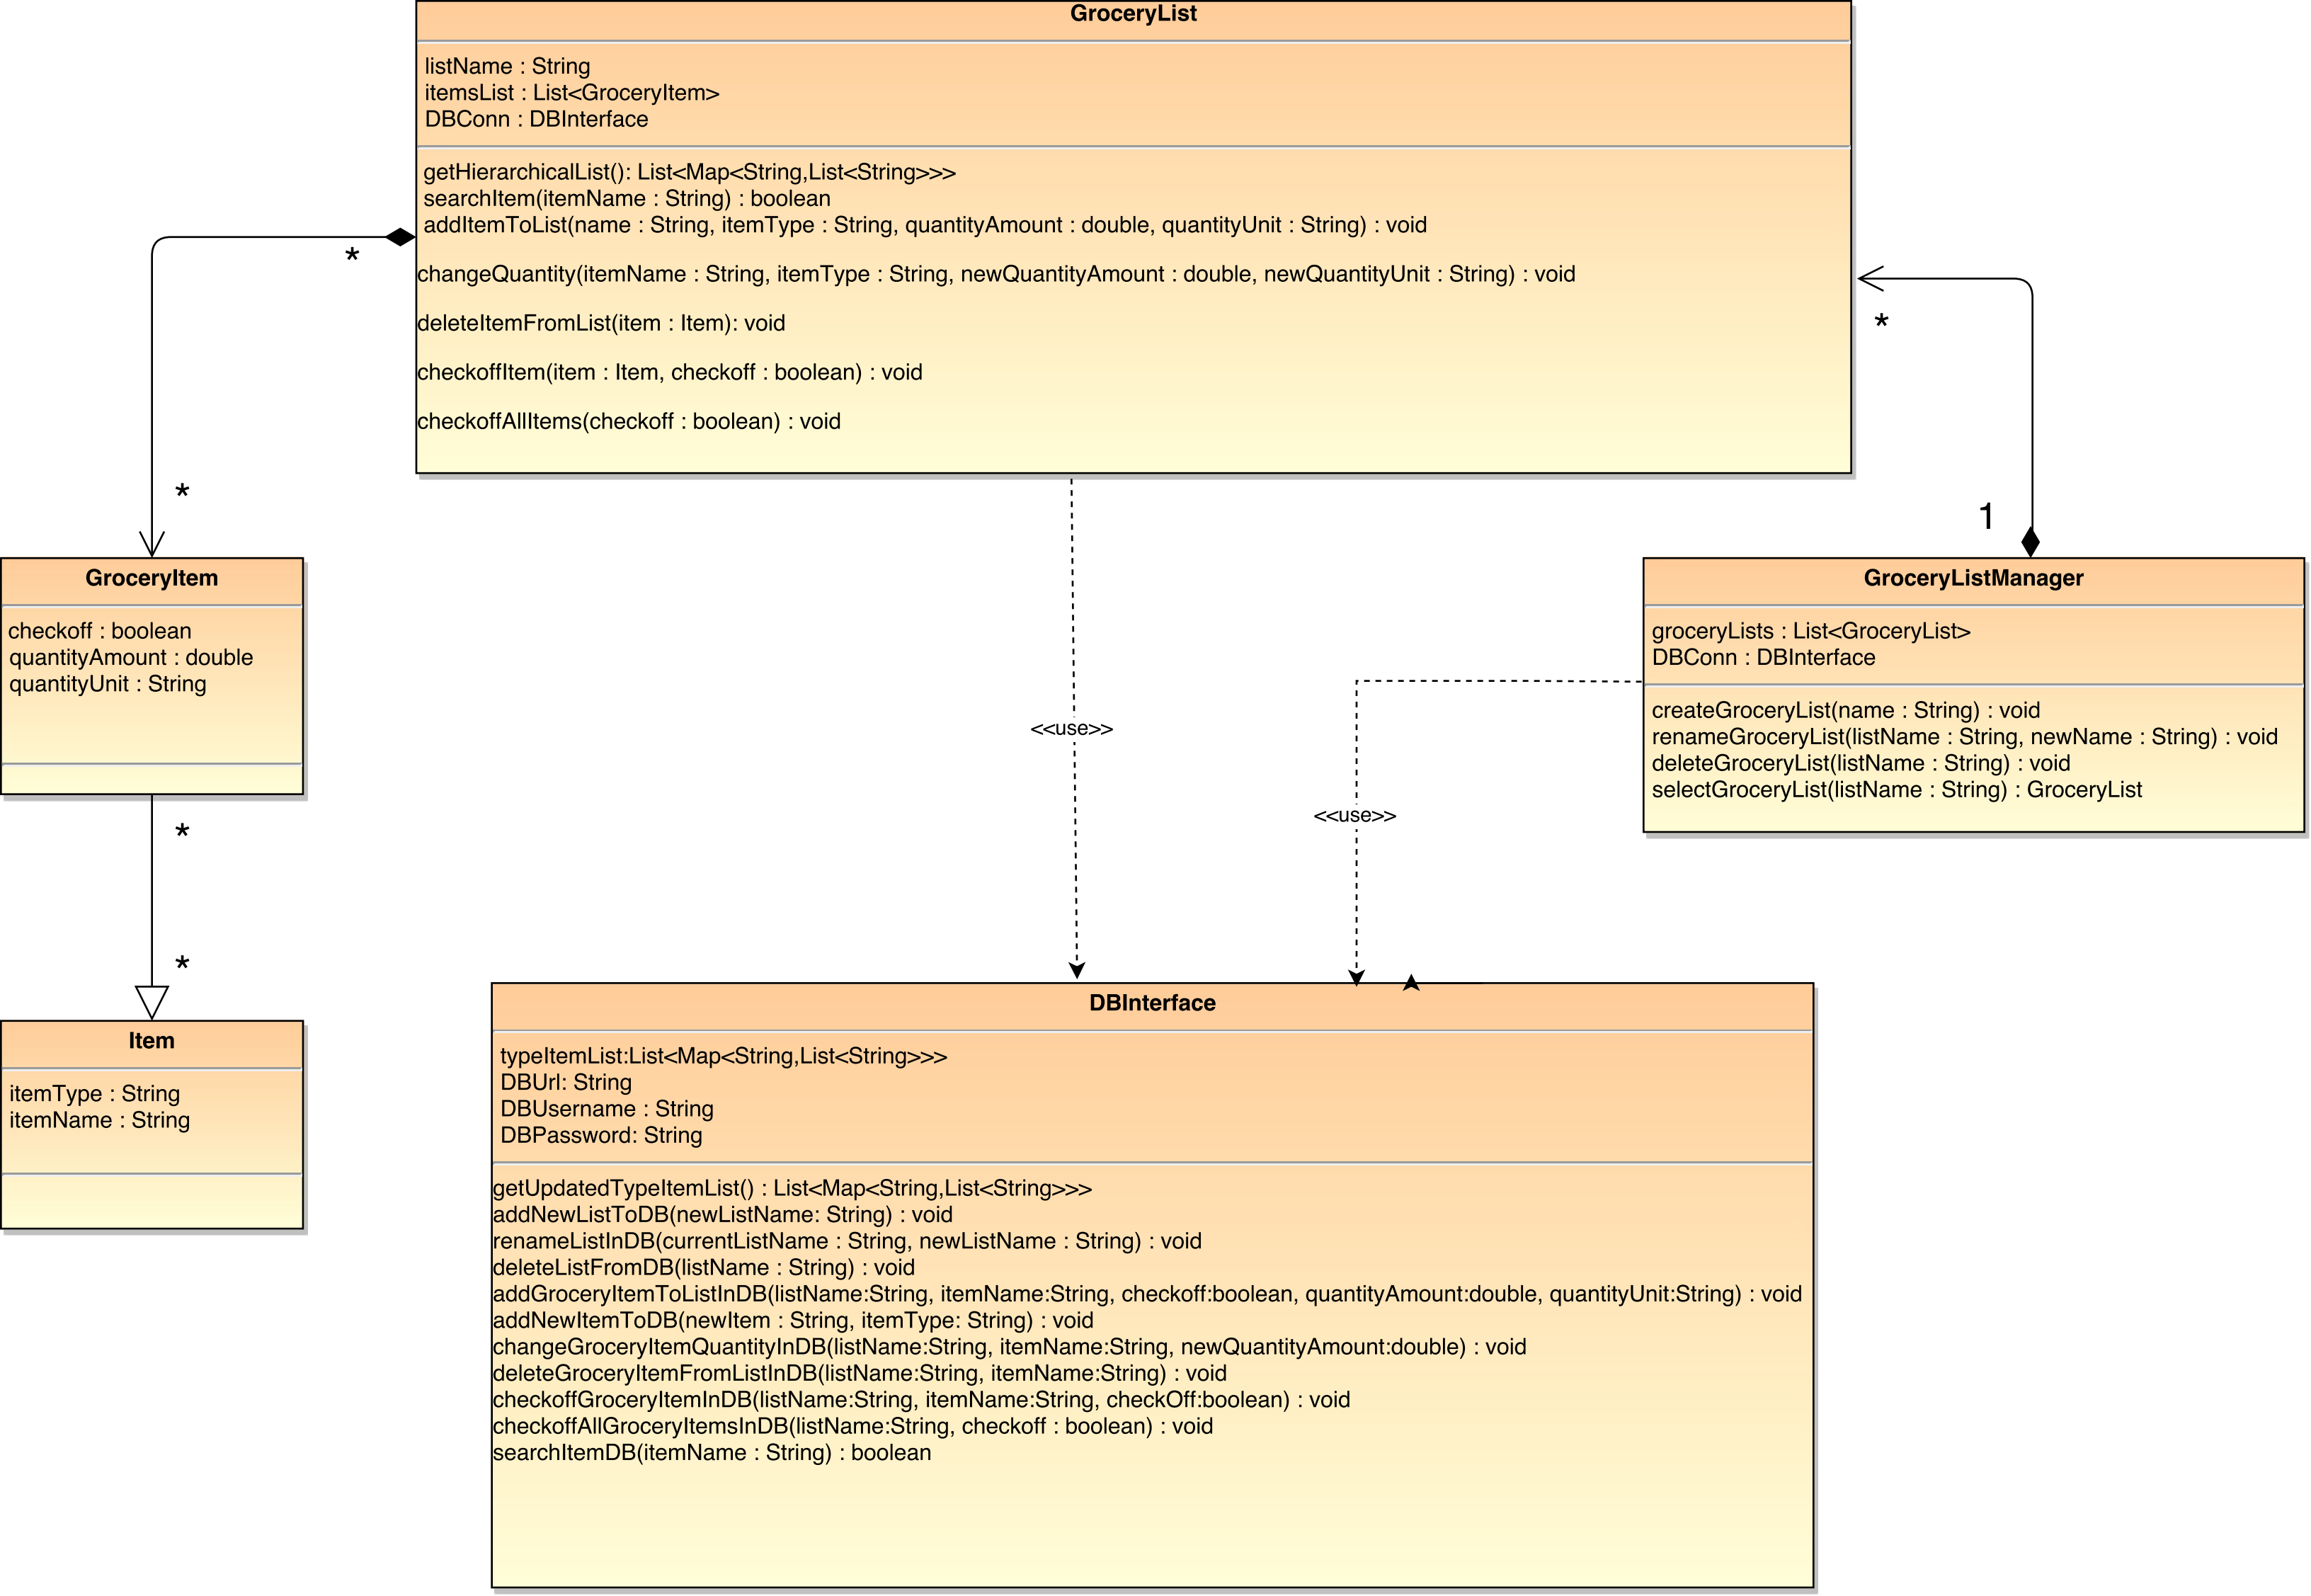 GroceryList
listName : String
itemsList : List<GroceryItem>
DBConn : DBInterface
getHierarchicalList(): List<Map<String,List<String>>>
searchItem(itemName : String) : boolean
addItemToList(name : String, itemType : String, quantityAmount : double, quantityUnit : String) : void
changeQuantity(itemName : String, itemType : String, newQuantityAmount : double, newQuantityUnit : String) : void
deleteItemFromList(item : Item): void
checkoffItem(item : Item, checkoff : boolean) : void
checkoffAllItems(checkoff : boolean) : void
*
*
*
1
GroceryItem
checkoff : boolean
quantityAmount : double
quantityUnit : String
GroceryListManager
groceryLists : List<GroceryList>
DBConn : DBInterface
createGroceryList(name : String) : void
renameGroceryList(listName : String, newName : String) : void
deleteGroceryList(listName : String) : void
selectGroceryList(listName : String) : GroceryList
<<use>>
<<use>>
*
*
Item
itemType : String
itemName : String
DBInterface
typeItemList:List<Map<String,List<String>>>
DBUrl: String
DBUsername : String
DBPassword: String
getUpdatedTypeItemList() : List<Map<String,List<String>>>
addNewListToDB(newListName: String) : void
renameListInDB(currentListName : String, newListName : String) : void
deleteListFromDB(listName : String) : void
addGroceryItemToListInDB(listName:String, itemName:String, checkoff:boolean, quantityAmount:double, quantityUnit:String) : void
addNewItemToDB(newItem : String, itemType: String) : void
changeGroceryItemQuantityInDB(listName:String, itemName:String, newQuantityAmount:double) : void
deleteGroceryItemFromListInDB(listName:String, itemName:String) : void
checkoffGroceryItemInDB(listName:String, itemName:String, checkOff:boolean) : void
checkoffAllGroceryItemsInDB(listName:String, checkoff : boolean) : void
searchItemDB(itemName : String) : boolean